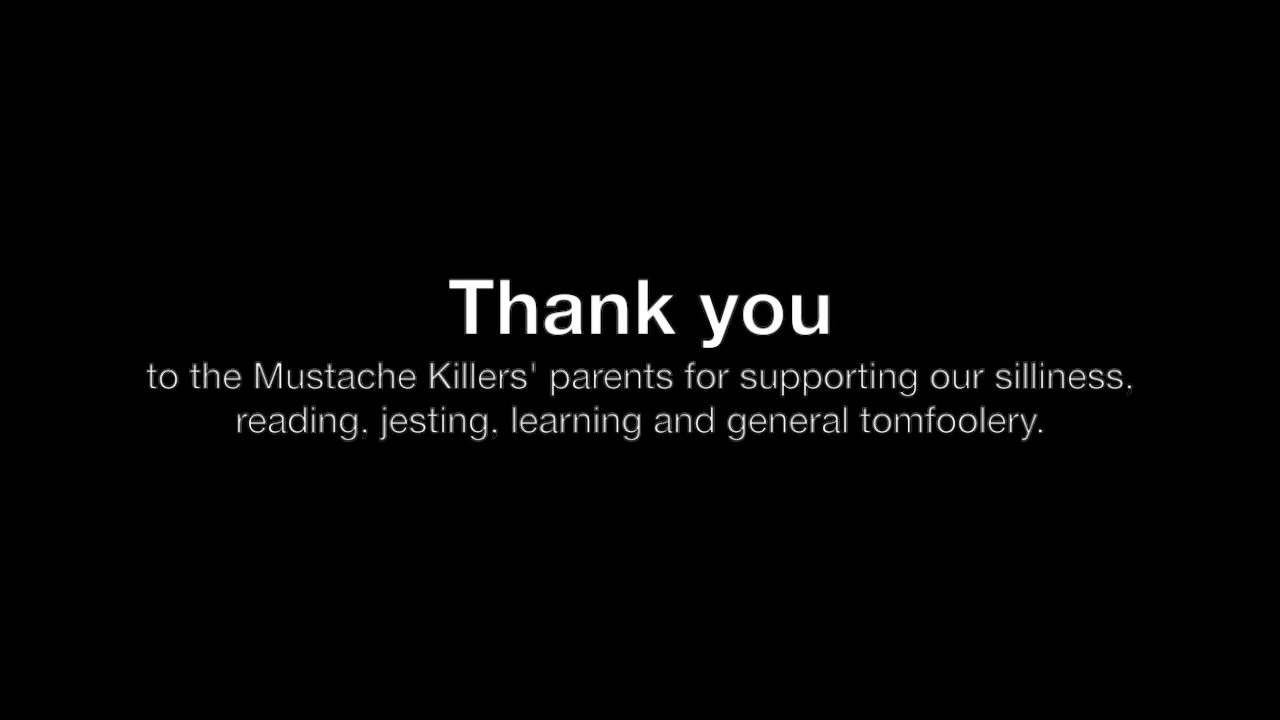 Thank you
to the Mustache Killers' parents for supporting our silliness,
reading, jesting, learning and general tomfoolery.